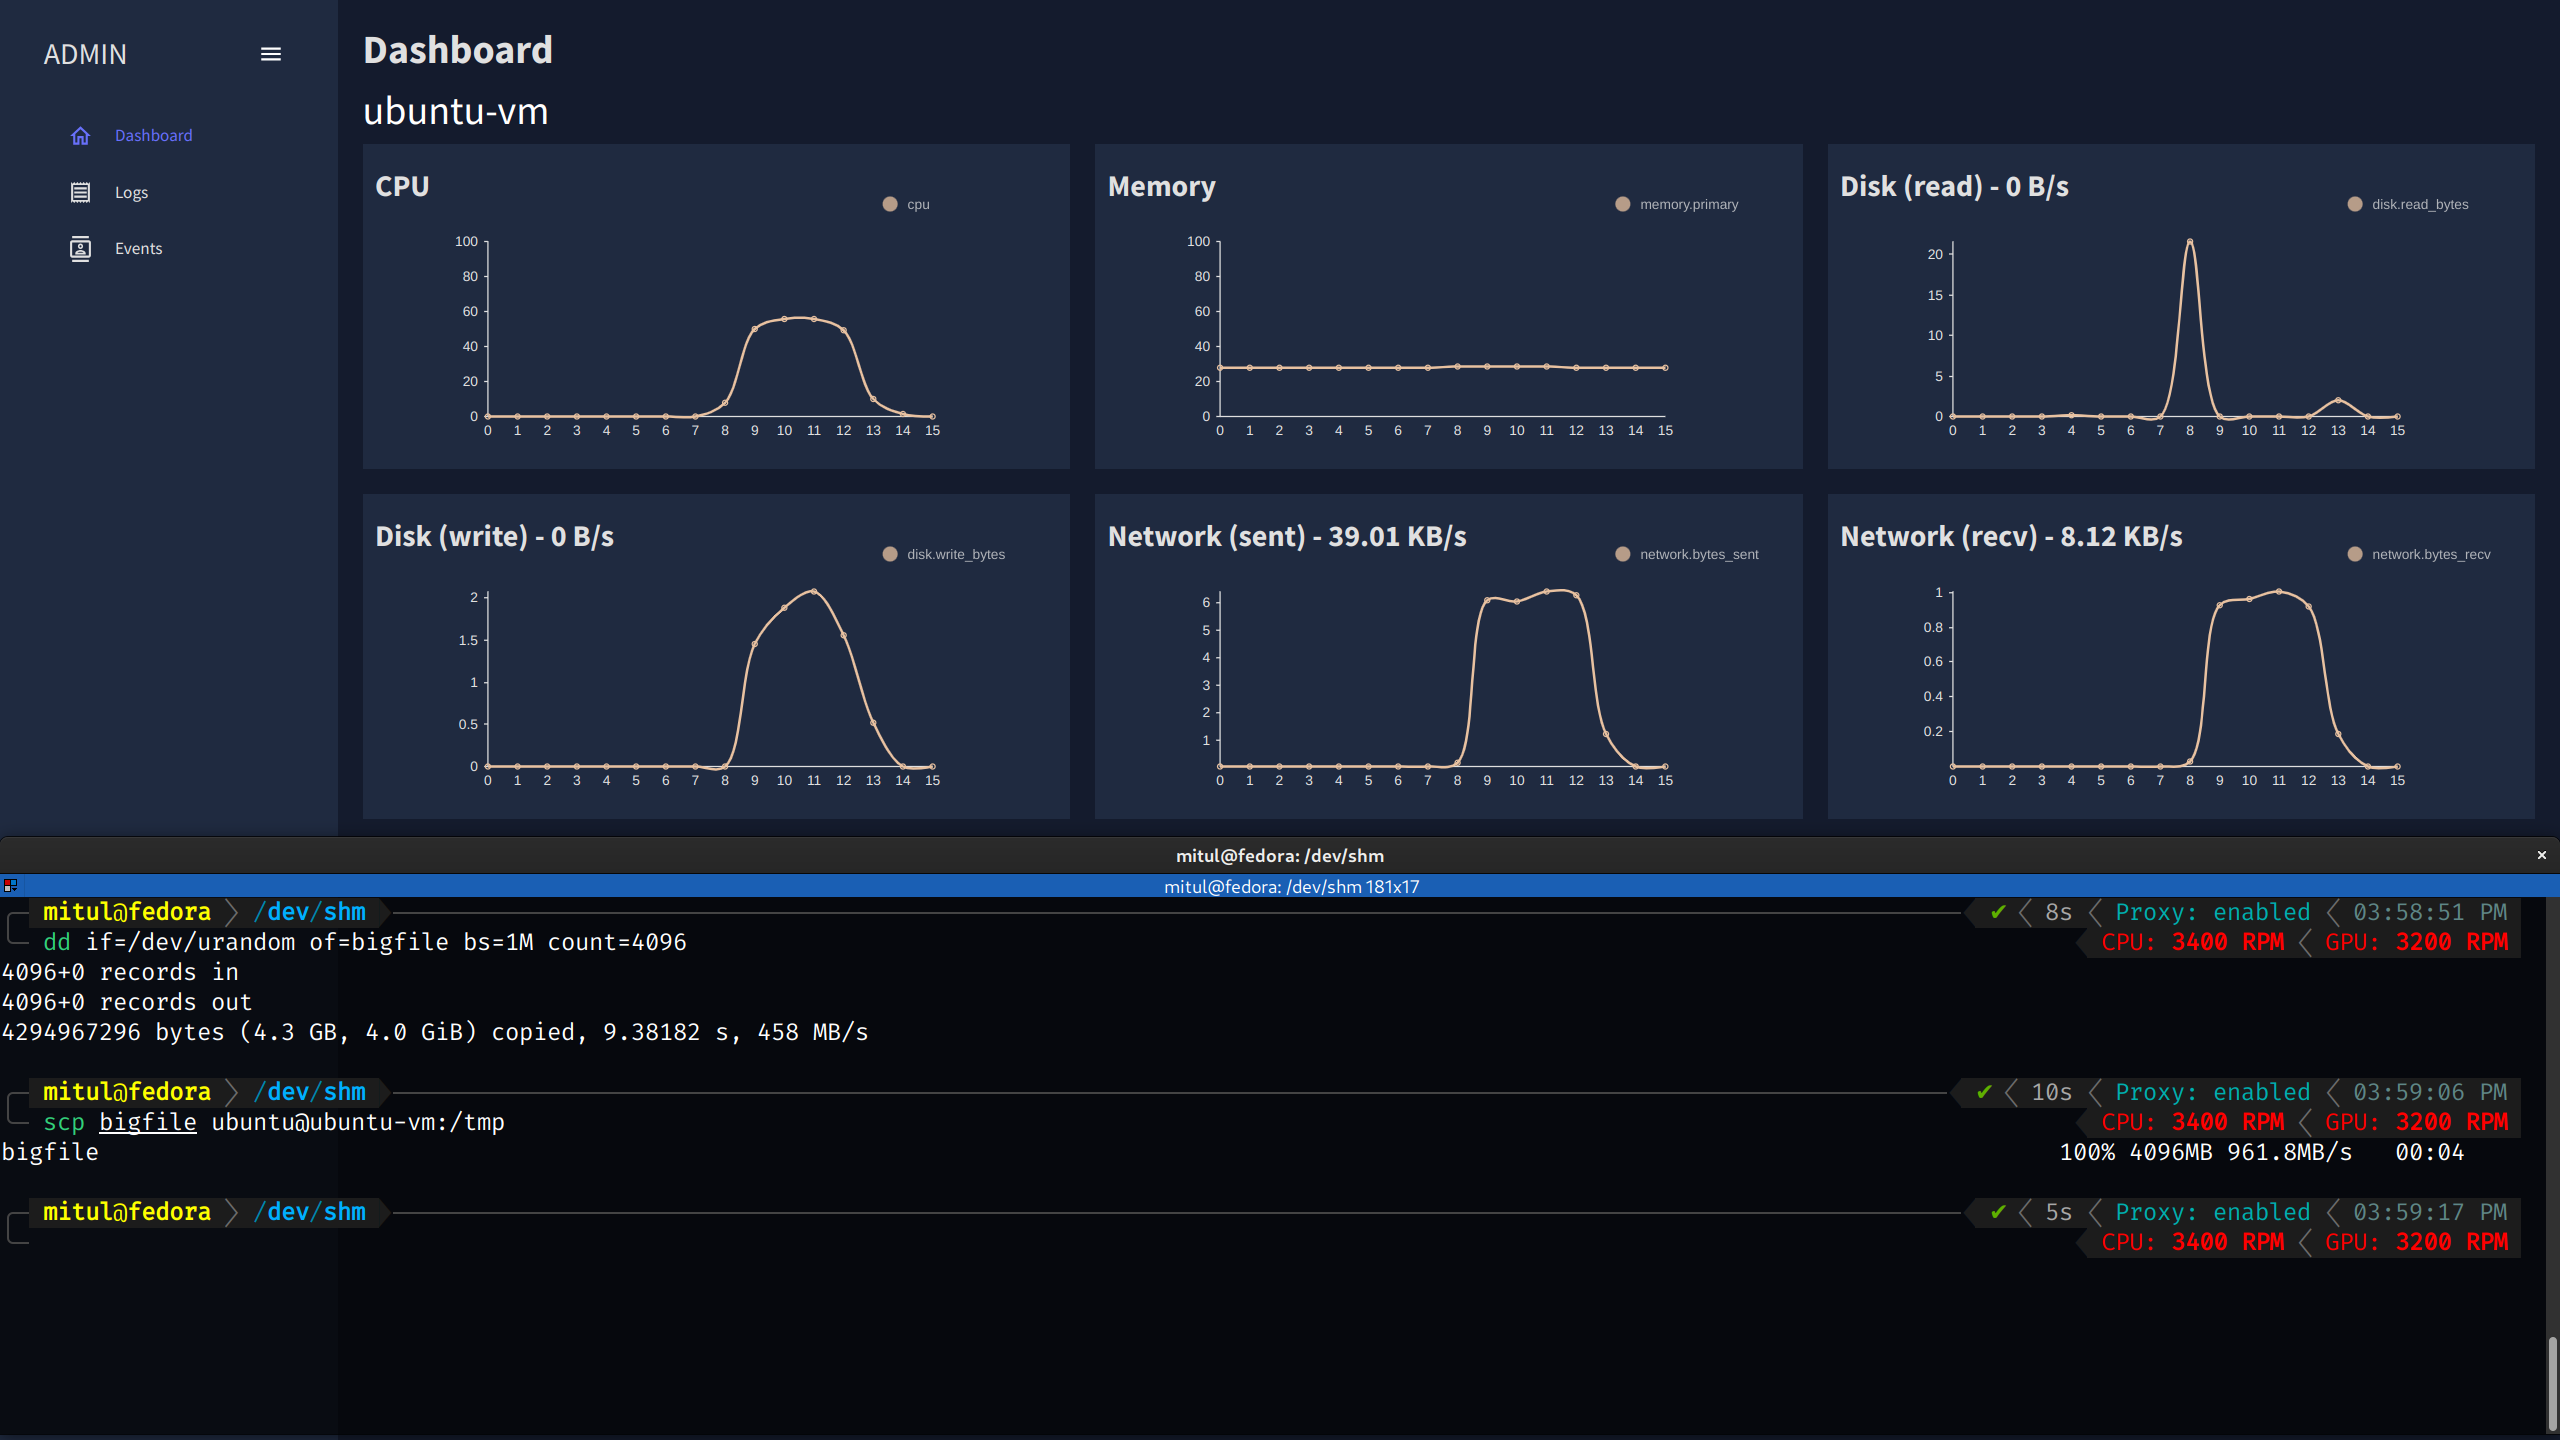 ADMIN
Dashboard
Logs
Events
Dashboard
ubuntu-vm
CPU
cpu
100
80
60
40
20
0
0 1 2 3 4 5 6 7 8 9 10 11 12 13 14 15
Memory
memory.primary
100
80
60
40
20
0
0 1 2 3 4 5 6 7 8 9 10 11 12 13 14 15
Disk (read) - 0 B/s
disk.read_bytes
20
15
10
5
0
0 1 2 3 4 5 6 7 8 9 10 11 12 13 14 15
Disk (write) - 0 B/s
disk.write_bytes
2
1.5
1
0.5
0
0 1 2 3 4 5 6 7 8 9 10 11 12 13 14 15
Network (sent) - 39.01 KB/s
network.bytes_sent
6
5
4
3
2
1
0 1 2 3 4 5 6 7 8 9 10 11 12 13 14 15
Network (recv) - 8.12 KB/s
network.bytes_recv
1
0.8
0.6
0.4
0.2
0 1 2 3 4 5 6 7 8 9 10 11 12 13 14 15
mitul@fedora: /dev/shm
mitul@fedora: /dev/shm 181x17
mitul@fedora /dev/shm ✔ 8s Proxy: enabled 03:58:51 PM
dd if=/dev/urandom of=bigfile bs=1M count=4096 CPU: 3400 RPM GPU: 3200 RPM
4096+0 records in
4096+0 records out
4294967296 bytes (4.3 GB, 4.0 GiB) copied, 9.38182 s, 458 MB/s
mitul@fedora /dev/shm ✔ 10s Proxy: enabled 03:59:06 PM
scp bigfile ubuntu@ubuntu-vm:/tmp CPU: 3400 RPM GPU: 3200 RPM
bigfile 100% 4096MB 961.8MB/s 00:04
mitul@fedora /dev/shm ✔ 5s Proxy: enabled 03:59:17 PM
CPU: 3400 RPM GPU: 3200 RPM